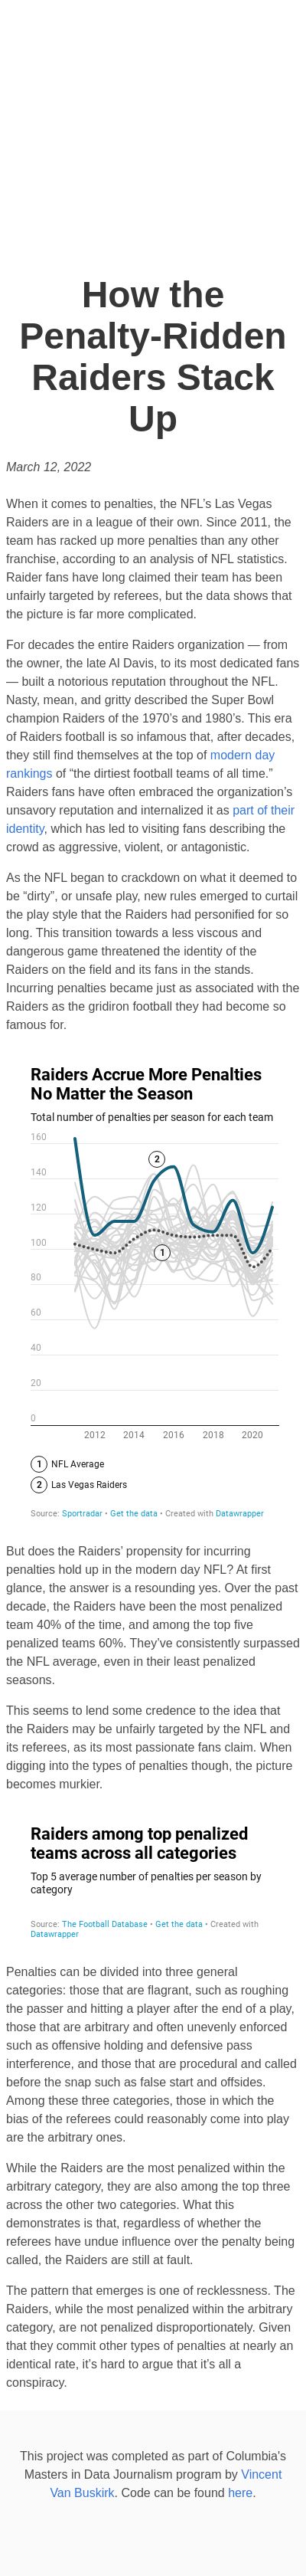 How the
Penalty-Ridden
Raiders Stack
Up
March 12, 2022
When it comes to penalties, the NFL’s Las Vegas
Raiders are in a league of their own. Since 2011, the
team has racked up more penalties than any other
franchise, according to an analysis of NFL statistics.
Raider fans have long claimed their team has been
unfairly targeted by referees, but the data shows that
the picture is far more complicated.
For decades the entire Raiders organization — from
the owner, the late Al Davis, to its most dedicated fans
— built a notorious reputation throughout the NFL.
Nasty, mean, and gritty described the Super Bowl
champion Raiders of the 1970’s and 1980’s. This era
of Raiders football is so infamous that, after decades,
they still find themselves at the top of modern day
rankings of “the dirtiest football teams of all time.”
Raiders fans have often embraced the organization’s
unsavory reputation and internalized it as part of their
identity, which has led to visiting fans describing the
crowd as aggressive, violent, or antagonistic.
As the NFL began to crackdown on what it deemed to
be “dirty”, or unsafe play, new rules emerged to curtail
the play style that the Raiders had personified for so
long. This transition towards a less viscous and
dangerous game threatened the identity of the
Raiders on the field and its fans in the stands.
Incurring penalties became just as associated with the
Raiders as the gridiron football they had become so
famous for.
Raiders Accrue More Penalties
No Matter the Season
Total number of penalties per season for each team
160
140
120
100
80
60
40
20
0
2
1
2012 2014 2016 2018 2020
1 NFL Average
2 Las Vegas Raiders
Source: Sportradar • Get the data • Created with Datawrapper
But does the Raiders’ propensity for incurring
penalties hold up in the modern day NFL? At first
glance, the answer is a resounding yes. Over the past
decade, the Raiders have been the most penalized
team 40% of the time, and among the top five
penalized teams 60%. They’ve consistently surpassed
the NFL average, even in their least penalized
seasons.
This seems to lend some credence to the idea that
the Raiders may be unfairly targeted by the NFL and
its referees, as its most passionate fans claim. When
digging into the types of penalties though, the picture
becomes murkier.
Raiders among top penalized
teams across all categories
Top 5 average number of penalties per season by
category
Source: The Football Database • Get the data • Created with
Datawrapper
Penalties can be divided into three general
categories: those that are flagrant, such as roughing
the passer and hitting a player after the end of a play,
those that are arbitrary and often unevenly enforced
such as offensive holding and defensive pass
interference, and those that are procedural and called
before the snap such as false start and offsides.
Among these three categories, those in which the
bias of the referees could reasonably come into play
are the arbitrary ones.
While the Raiders are the most penalized within the
arbitrary category, they are also among the top three
across the other two categories. What this
demonstrates is that, regardless of whether the
referees have undue influence over the penalty being
called, the Raiders are still at fault.
The pattern that emerges is one of recklessness. The
Raiders, while the most penalized within the arbitrary
category, are not penalized disproportionately. Given
that they commit other types of penalties at nearly an
identical rate, it’s hard to argue that it’s all a
conspiracy.
This project was completed as part of Columbia's
Masters in Data Journalism program by Vincent
Van Buskirk. Code can be found here.